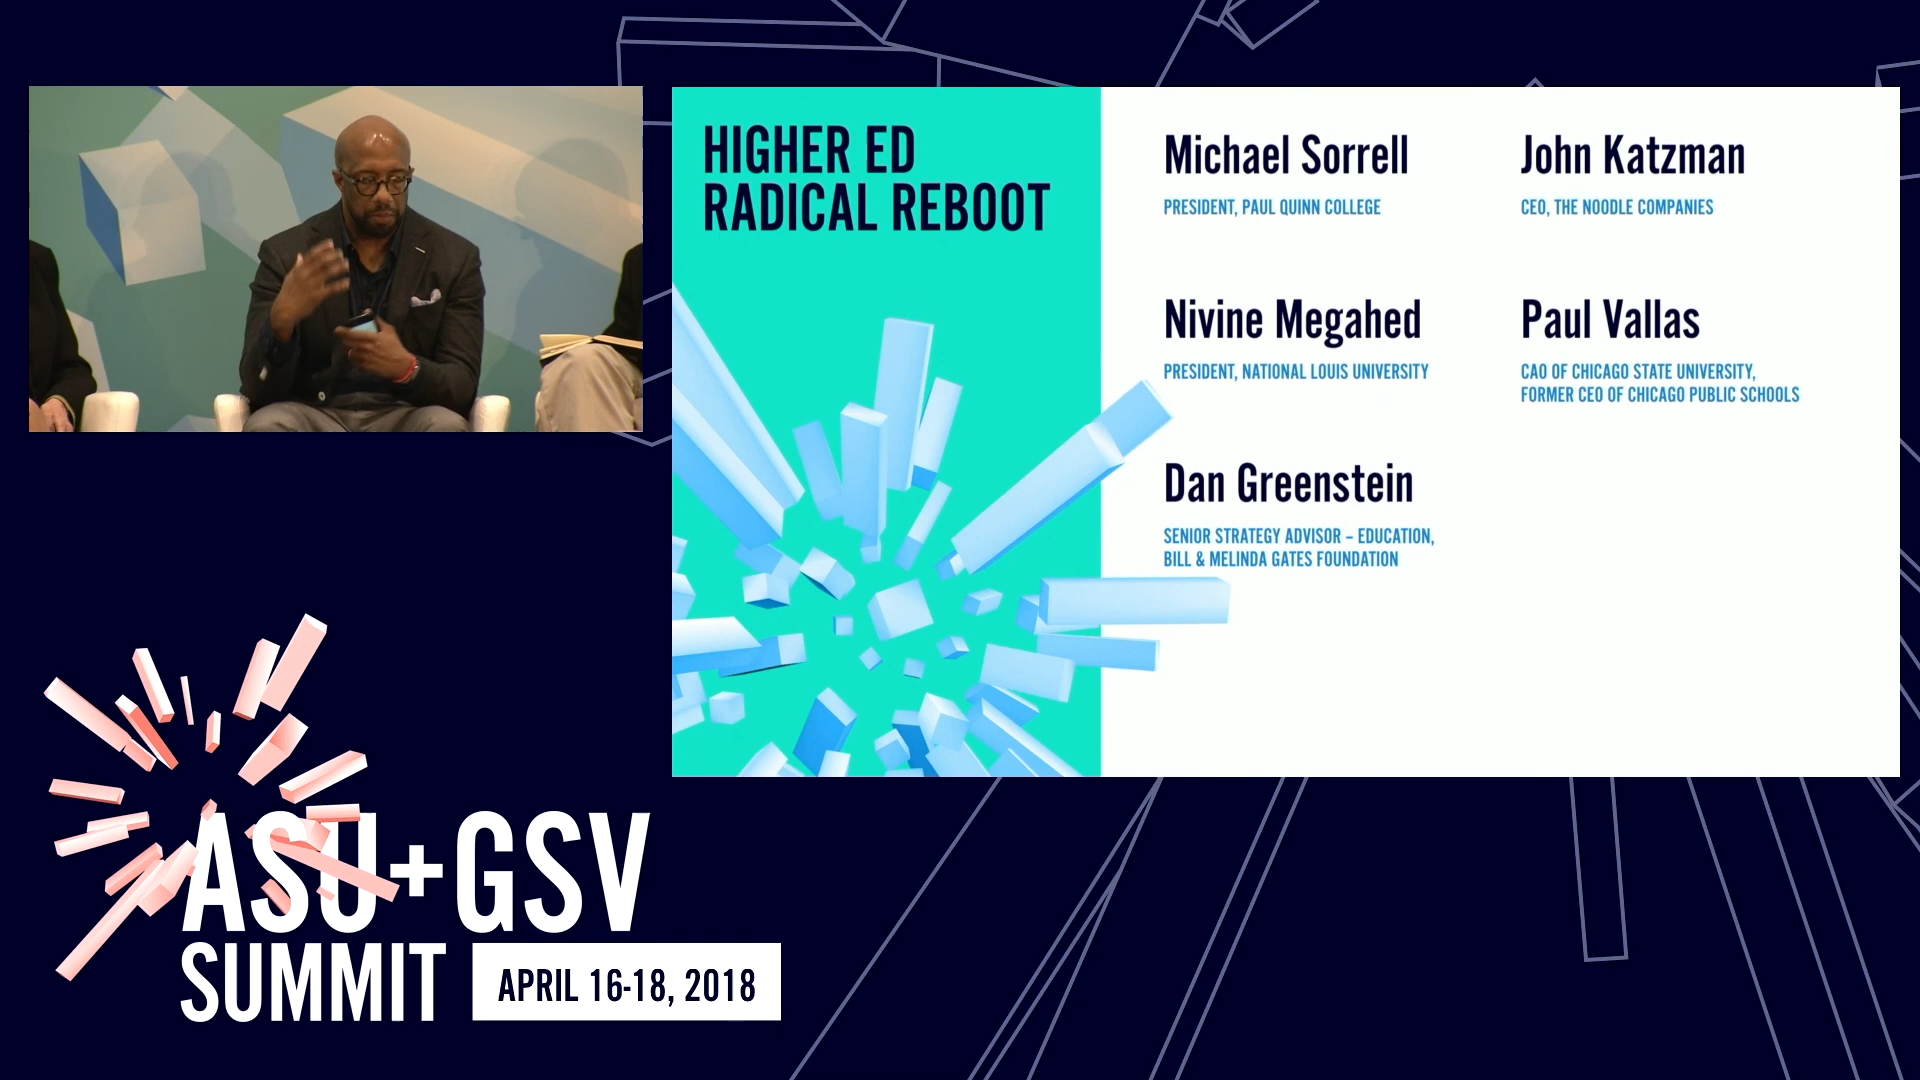 HIGHER ED
RADICAL REBOOT
Michael Sorrell
PRESIDENT, PAUL QUINN COLLEGE
John Katzman
CEO, THE NOODLE COMPANIES
Nivine Megahed
PRESIDENT, NATIONAL LOUIS UNIVERSITY
Paul Vallas
CAO OF CHICAGO STATE UNIVERSITY,
FORMER CEO OF CHICAGO PUBLIC SCHOOLS
Dan Greenstein
SENIOR STRATEGY ADVISOR – EDUCATION,
BILL & MELINDA GATES FOUNDATION
ASU+GSV
SUMMIT
APRIL 16-18, 2018